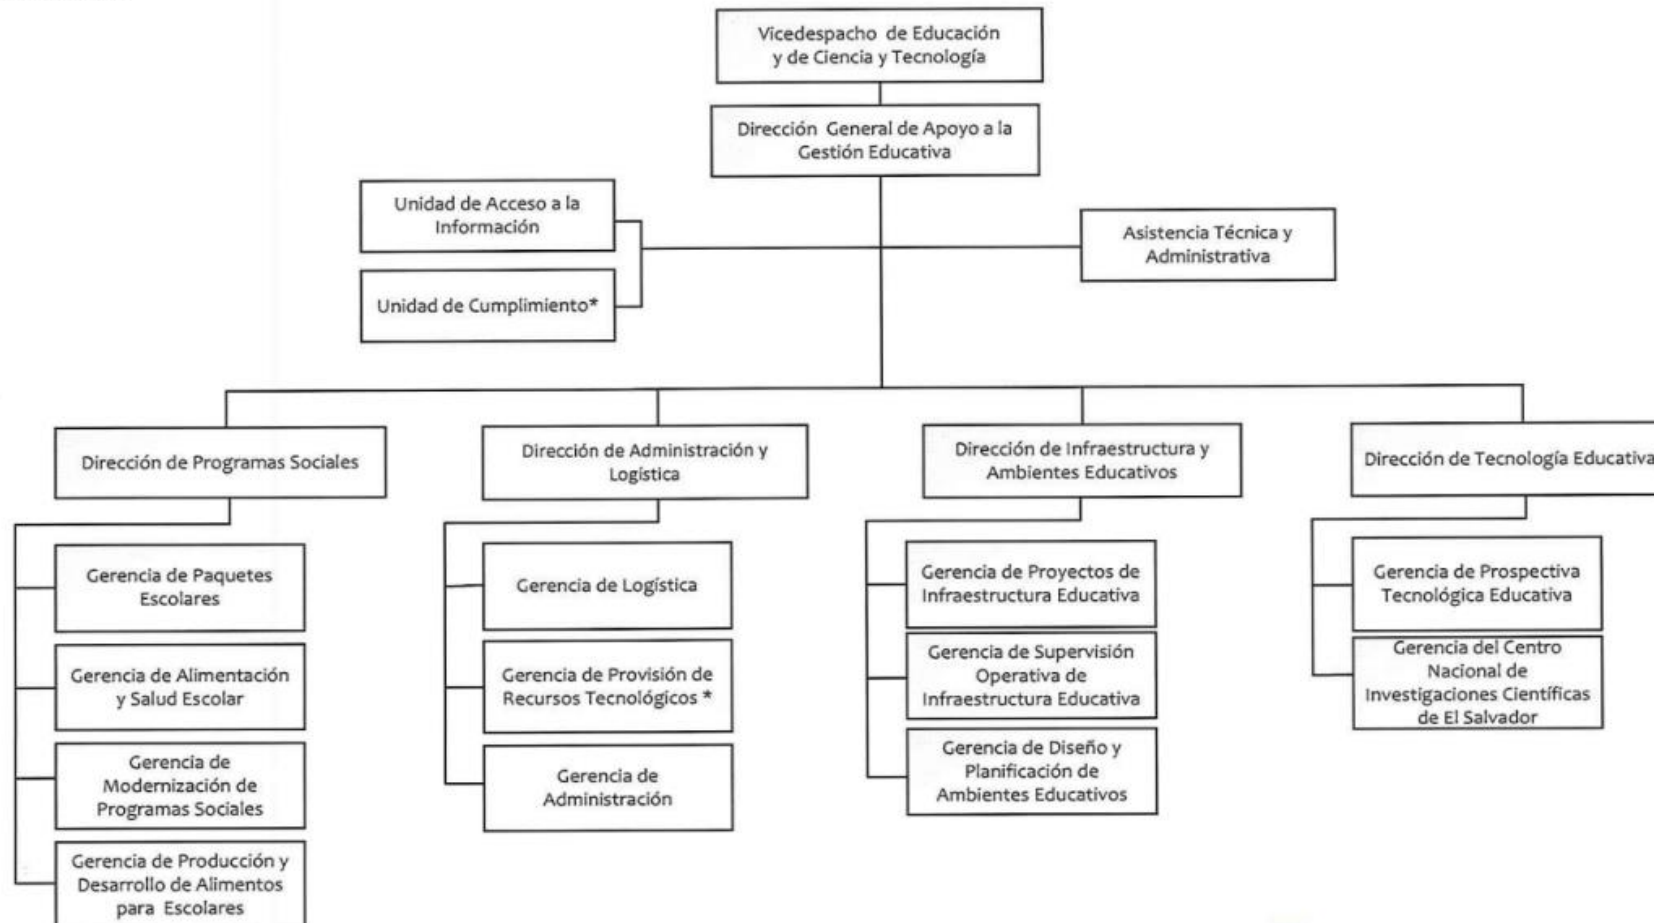 Vicedespacho de Educación
y de Ciencia y Tecnología
Dirección General de Apoyo a la
Gestión Educativa
Unidad de Acceso a la
Información
Asistencia Técnica y
Administrativa
Unidad de Cumplimiento*
Dirección de Programas Sociales
Dirección de Administración y
Logística
Dirección de Infraestructura y
Ambientes Educativos
Dirección de Tecnología Educativa
Gerencia de Paquetes
Escolares
Gerencia de Alimentación
y Salud Escolar
Gerencia de
Modernización de
Programas Sociales
Gerencia de Producción y
Desarrollo de Alimentos
para Escolares
Gerencia de Logística
Gerencia de Provisión de
Recursos Tecnológicos *
Gerencia de
Administración
Gerencia de Proyectos de
Infraestructura Educativa
Gerencia de Supervisión
Operativa de
Infraestructura Educativa
Gerencia de Diseño y
Planificación de
Ambientes Educativos
Gerencia de Prospectiva
Tecnológica Educativa
Gerencia del Centro
Nacional de
Investigaciones Científicas
de El Salvador